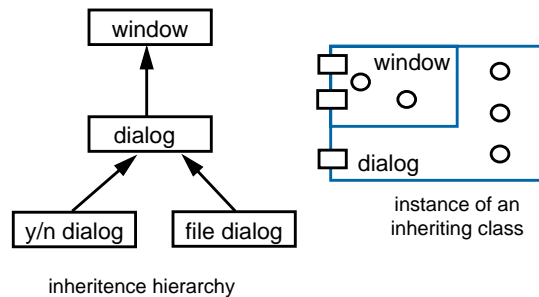 window
dialog
y/n dialog
file dialog
inheritence hierarchy
window
dialog
instance of an
inheriting class